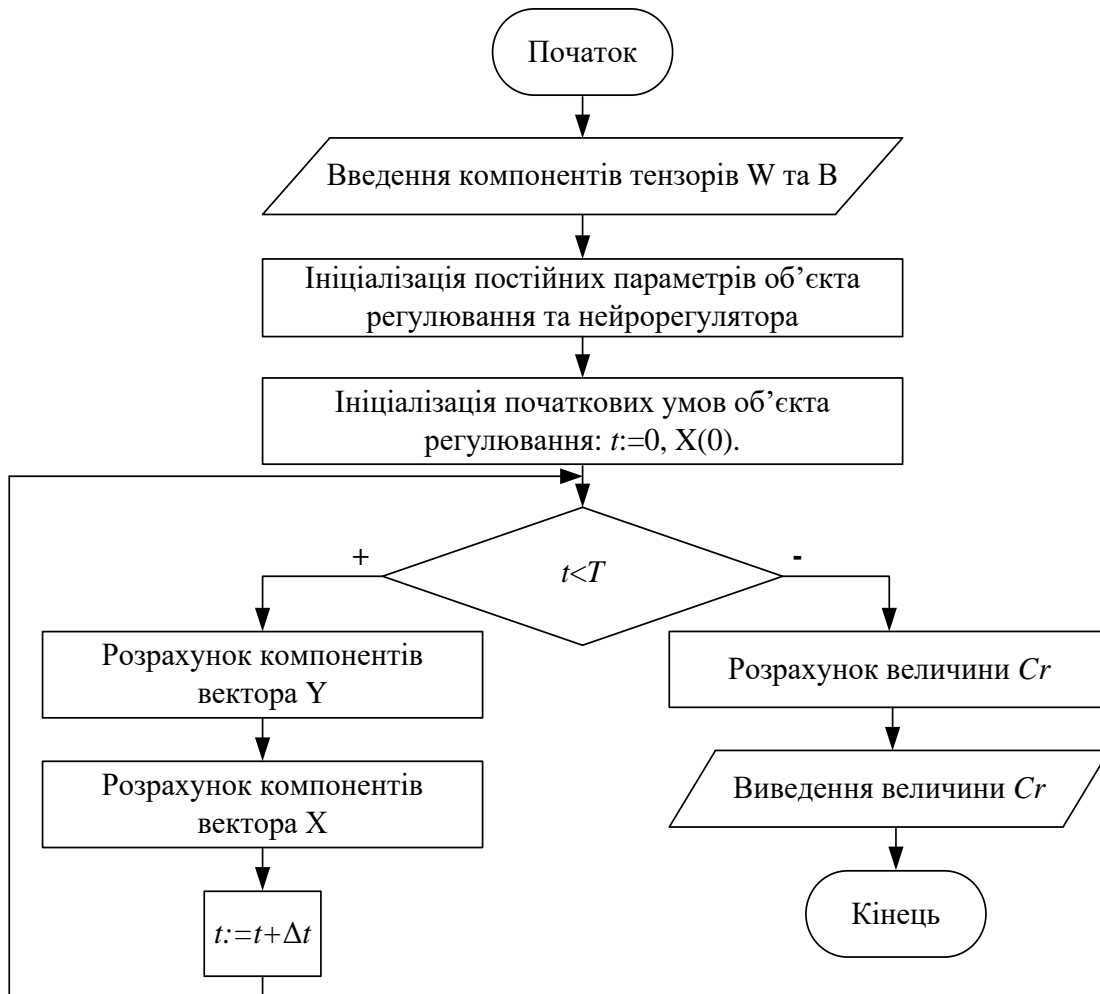 Початок
Введення компонентів тензорів W та B
Ініціалізація постійних параметрів об’єкта
регулювання та нейрорегулятора
Ініціалізація початкових умов об’єкта
регулювання: t:=0, X(0).
+
t<T
-
Розрахунок компонентів
вектора Y
Розрахунок компонентів
вектора X
t:=t+Δt
Розрахунок величини Cr
Виведення величини Cr
Кінець